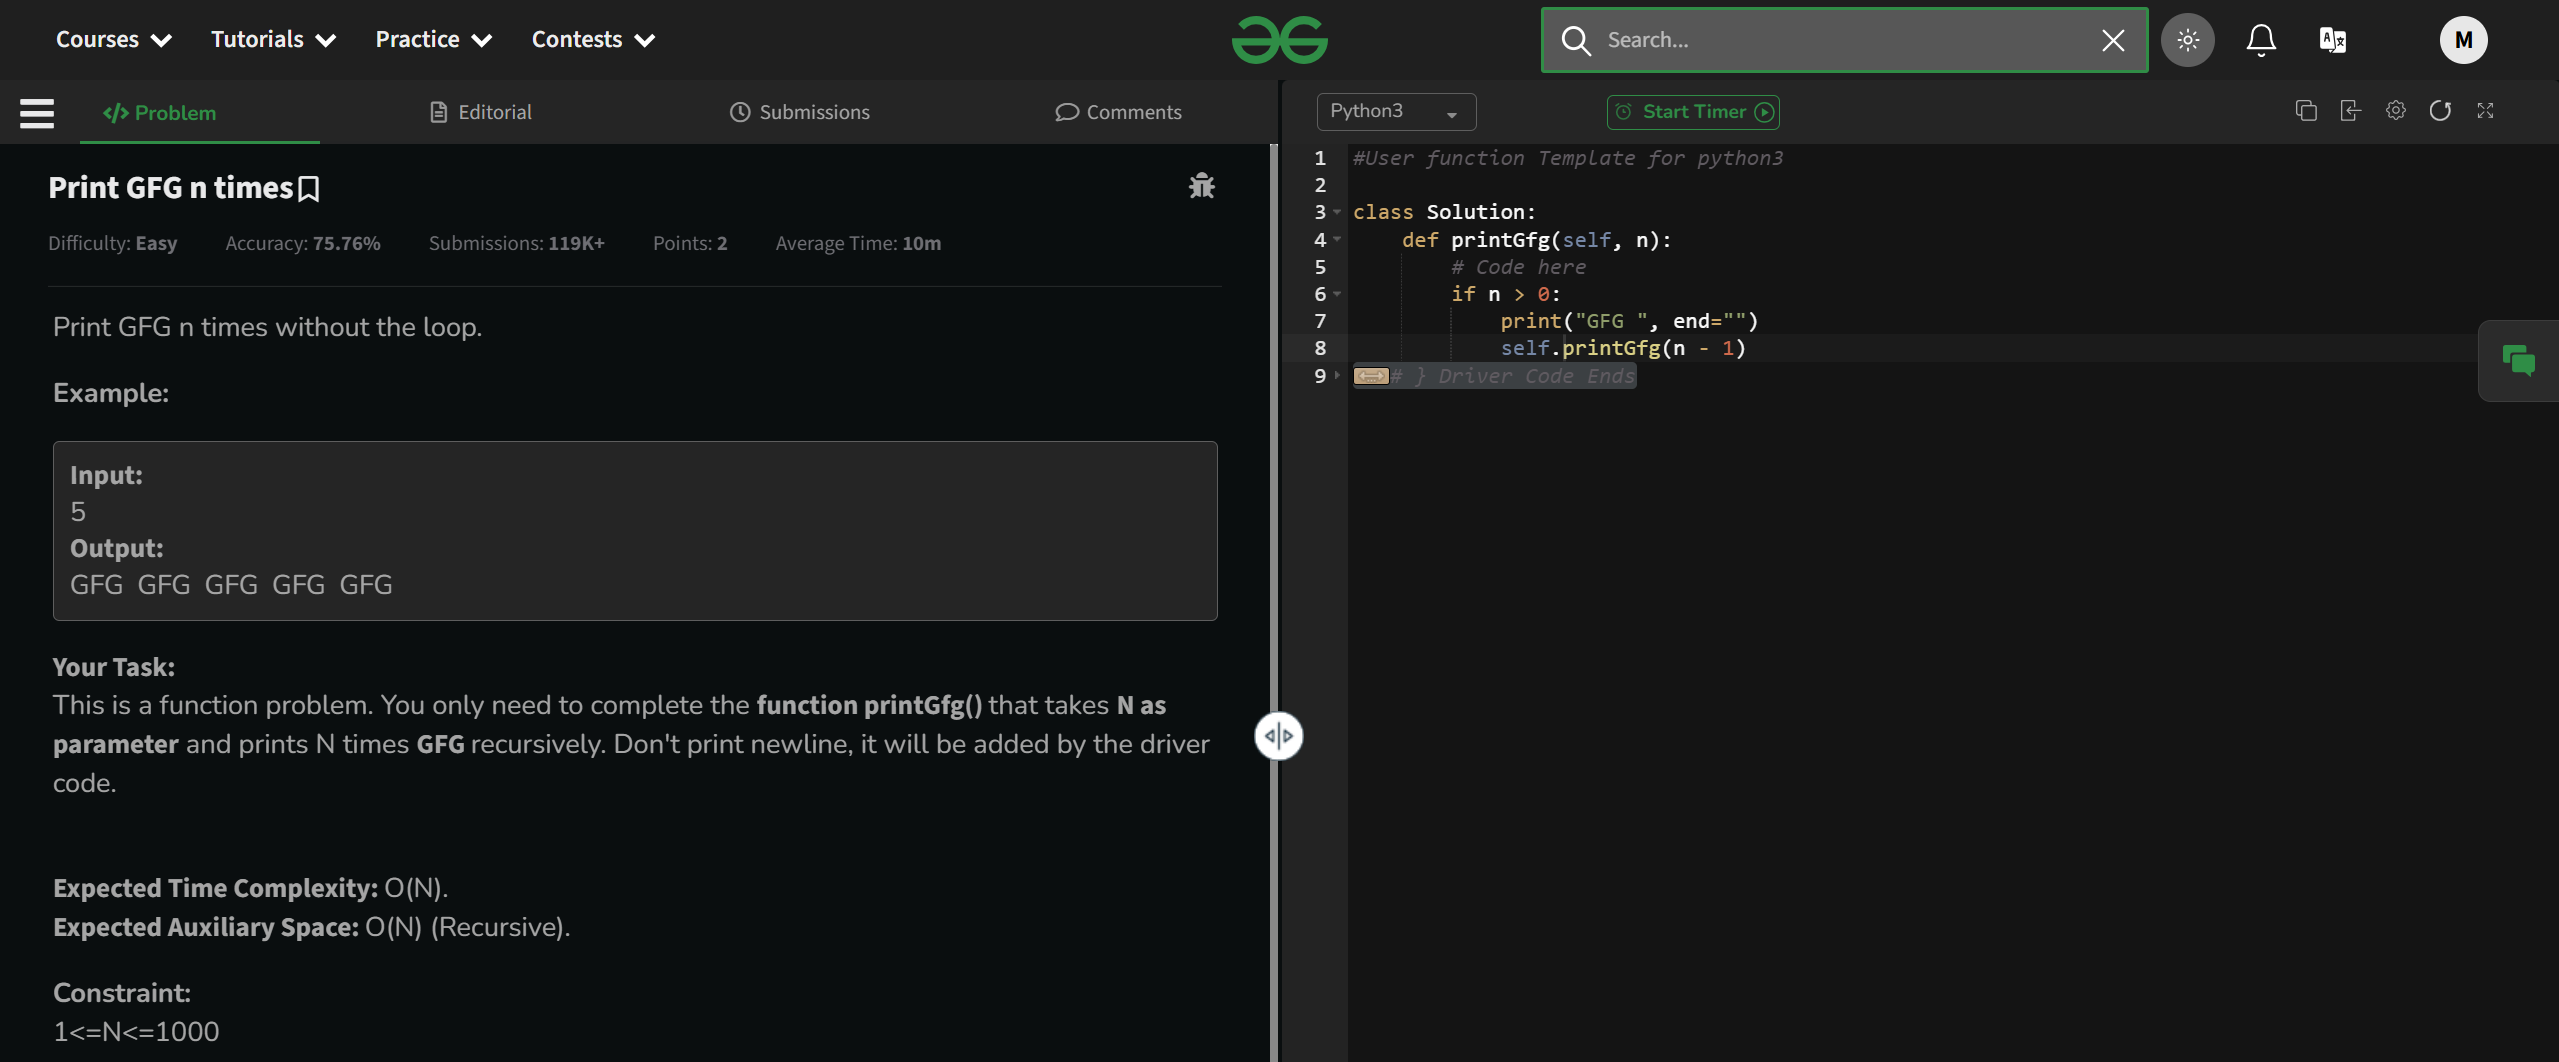 Courses Tutorials Practice Contests
Search...
M
Problem Editorial Submissions Comments
Print GFG n times
Difficulty: Easy Accuracy: 75.76% Submissions: 119K+ Points: 2 Average Time: 10m
Print GFG n times without the loop.
Example:
Input:
5
Output:
GFG GFG GFG GFG GFG
Your Task:
This is a function problem. You only need to complete the function printGfg() that takes N as
parameter and prints N times GFG recursively. Don't print newline, it will be added by the driver
code.
Expected Time Complexity: O(N).
Expected Auxiliary Space: O(N) (Recursive).
Constraint:
1<=N<=1000
Python3 Start Timer
1 #User function Template for python3
2
3 class Solution:
4 def printGfg(self, n):
5 # Code here
6 if n > 0:
7 print("GFG ", end="")
8 self.printGfg(n - 1)
9 # } Driver Code Ends